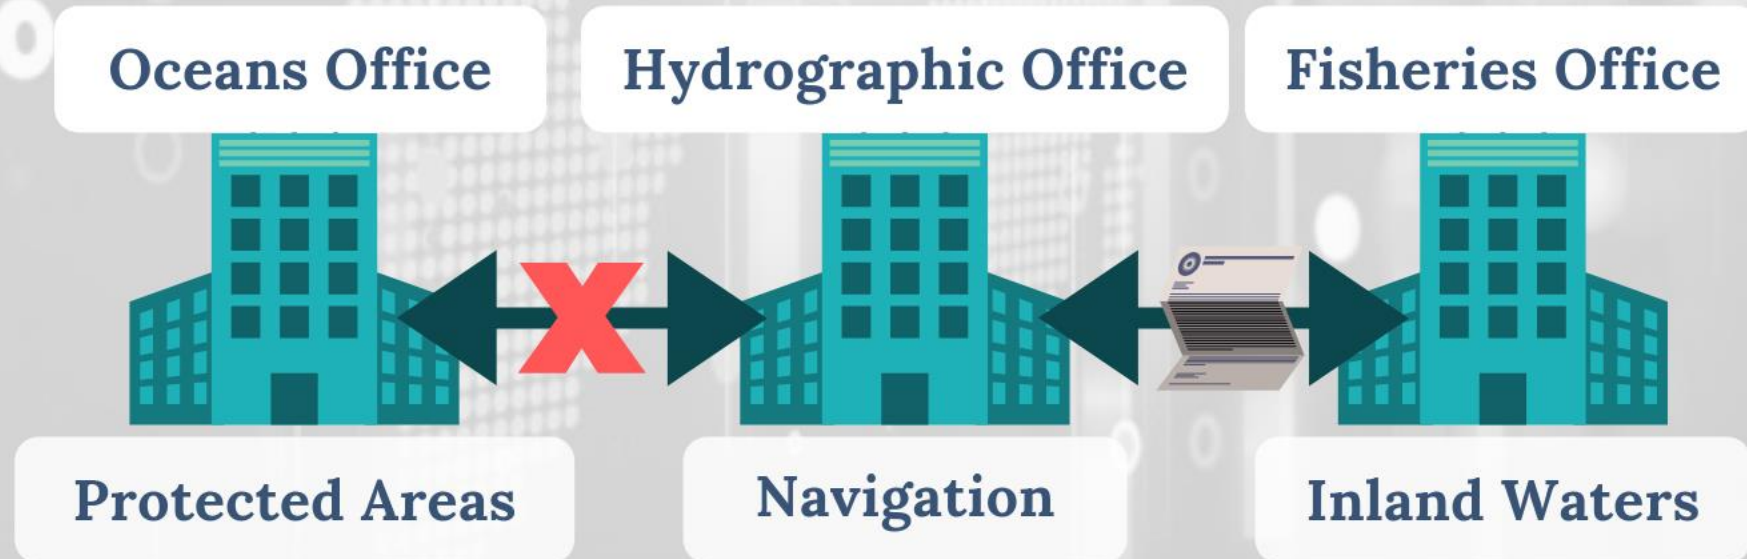 Oceans Office
Hydrographic Office
Fisheries Office
Protected Areas
Navigation
Inland Waters